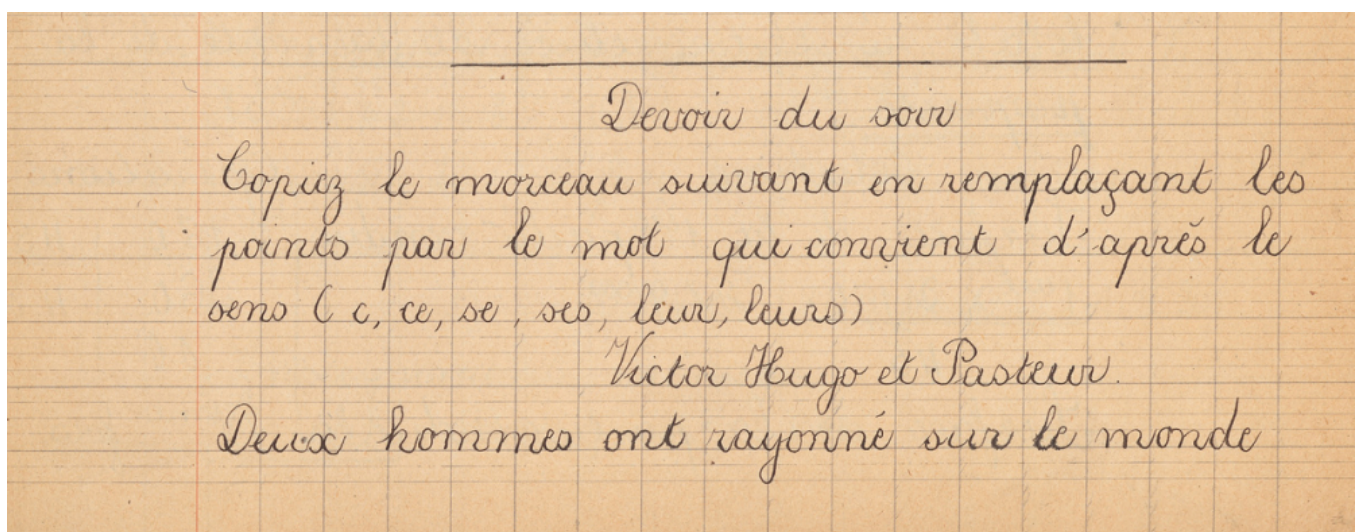 Devoir du soir
Copiez le morceau suivant en remplaçant les
points par le mot qui convient d'après le
sens ( c, ce, se, ses, leur, leurs)
Victor Hugo et Pasteur.
Deux hommes ont rayonné sur le monde